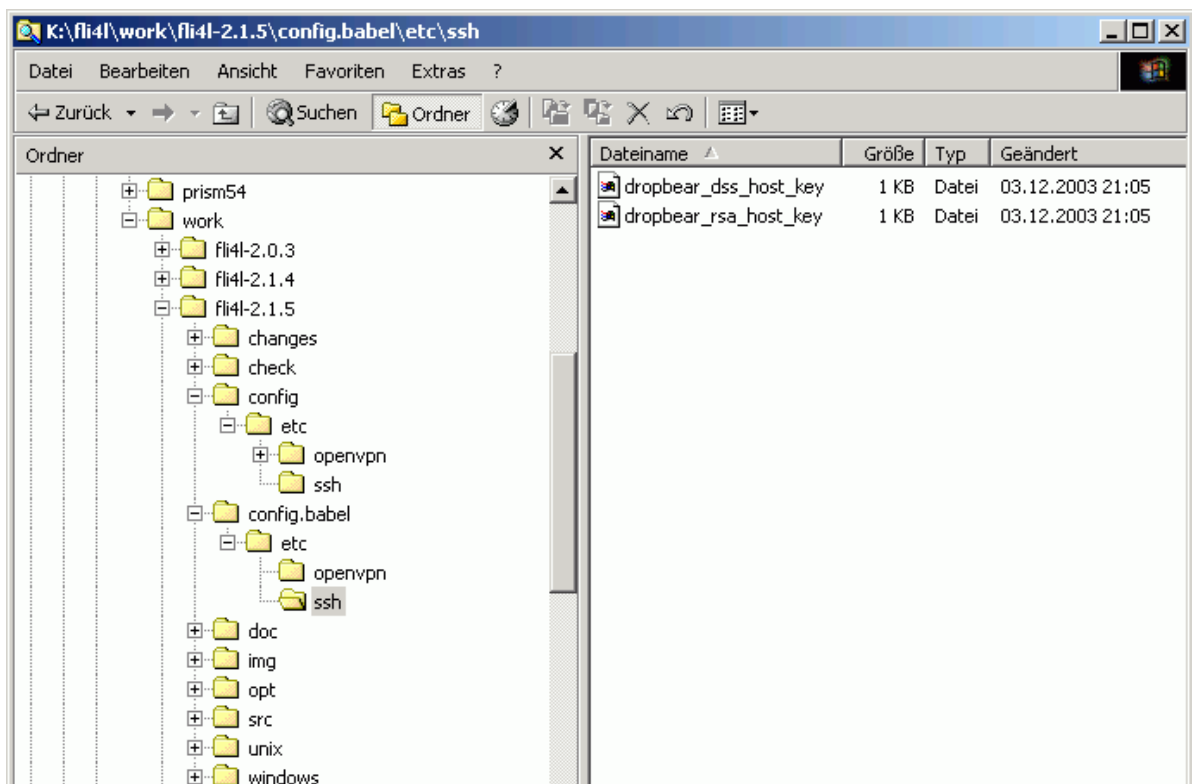 K:\fli4l\work\fli4l-2.1.5\config.babel\etc\ssh
Datei Bearbeiten Ansicht Favoriten Extras ?
Zurück Suchen Ordner
Ordner
prism54
work
fli4l-2.0.3
fli4l-2.1.4
fli4l-2.1.5
changes
check
config
etc
openvpn
ssh
config.babel
etc
openvpn
ssh
doc
img
opt
src
unix
windows
Dateiname Größe Typ Geändert
dropbear_dss_host_key 1 KB Datei 03.12.2003 21:05
dropbear_rsa_host_key 1 KB Datei 03.12.2003 21:05